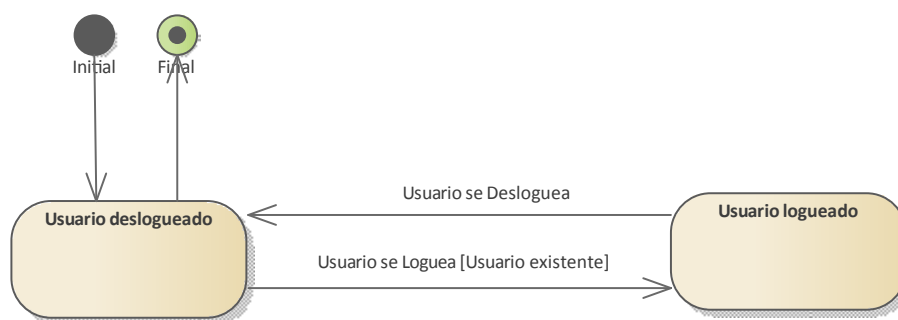 Initial
Final
Usuario se Desloguea
Usuario deslogueado
Usuario logueado
Usuario se Loguea [Usuario existente]